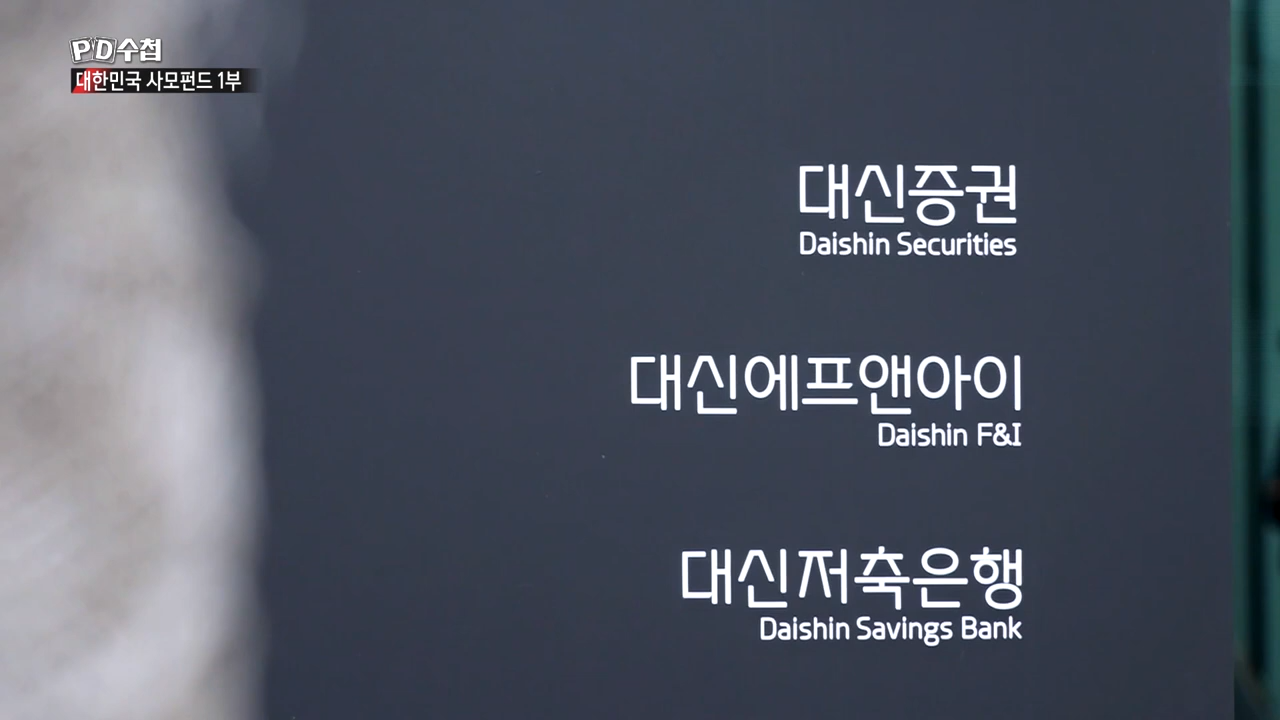 PD수첩
대한민국 사모펀드 1부
대신증권
Daishin Securities
대신에프앤아이
Daishin F&I
대신저축은행
Daishin Savings Bank